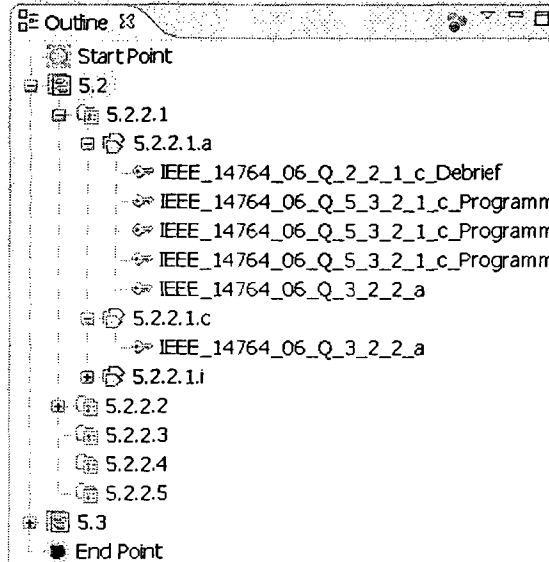 Outline
Start Point
5.2
5.2.2.1
5.2.2.1.a
IEEE_14764_06_Q_2_2_1_c_Debrief
IEEE_14764_06_Q_5_3_2_1_c_Programm
IEEE_14764_06_Q_5_3_2_1_c_Programm
IEEE_14764_06_Q_5_3_2_1_c_Programm
IEEE_14764_06_Q_3_2_2_a
5.2.2.1.c
IEEE_14764_06_Q_3_2_2_a
5.2.2.1.i
5.2.2.2
5.2.2.3
5.2.2.4
5.2.2.5
5.3
End Point